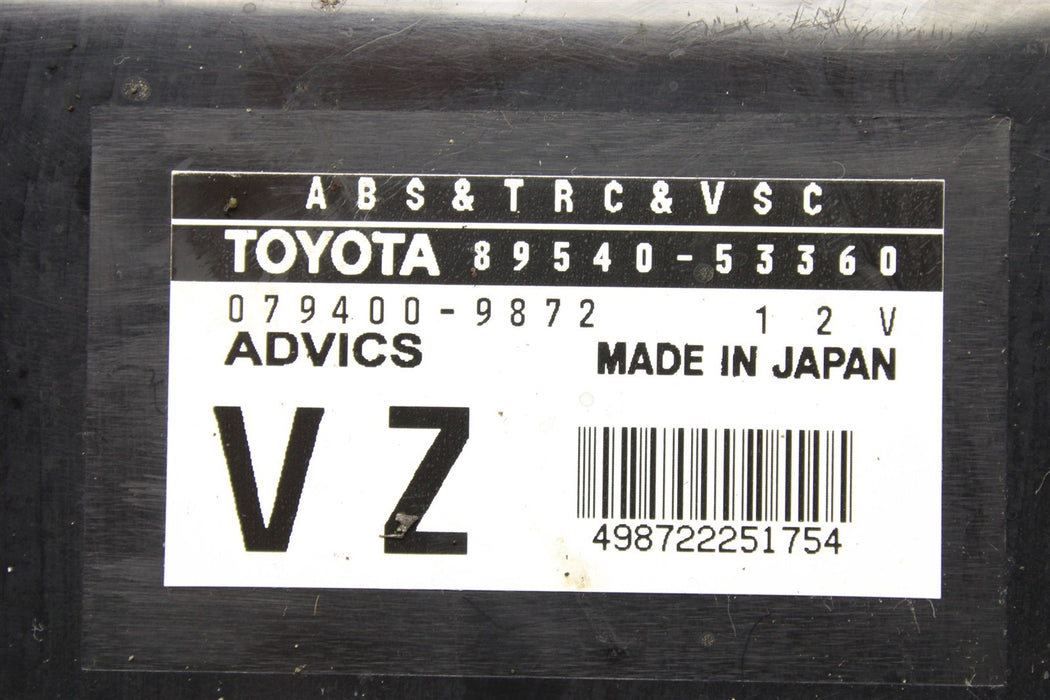 ABS&TRC&VSC
TOYOTA 89540-53360
079400-9872 12V
ADVICS MADE IN JAPAN
VZ
498722251754